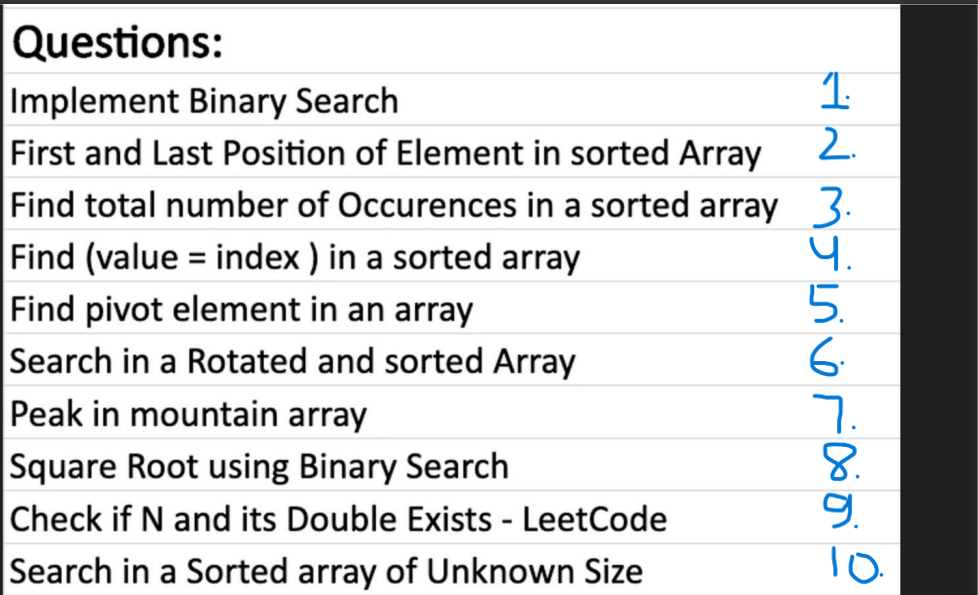 Questions:
Implement Binary Search 1.
First and Last Position of Element in sorted Array 2.
Find total number of Occurences in a sorted array 3.
Find (value = index ) in a sorted array 4.
Find pivot element in an array 5.
Search in a Rotated and sorted Array 6.
Peak in mountain array 7.
Square Root using Binary Search 8.
Check if N and its Double Exists - LeetCode 9.
Search in a Sorted array of Unknown Size 10.